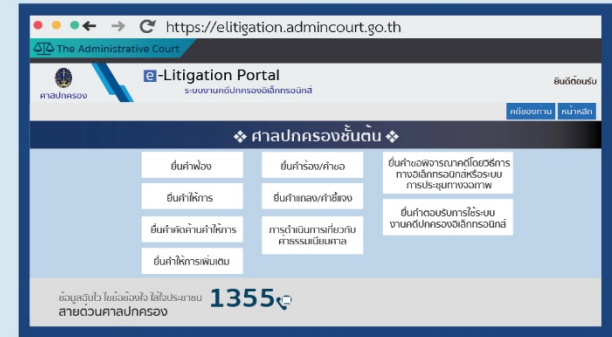 https://elitigation.admincourt.go.th
The Administrative Court
ศาลปกครอง
e-Litigation Portal
ระบบงานคดีปกครองอิเล็กทรอนิกส์
ยินดีต้อนรับ
คดีของท่าน หน้าหลัก
ศาลปกครองชั้นต้น
ยื่นคำฟ้อง
ยื่นคำร้อง/คำขอ
ยื่นคำขอพิจารณาคดีโดยวิธีการ
ทางอิเล็กทรอนิกส์หรือระบบ
การประชุมทางจอภาพ
ยื่นคำให้การ
ยื่นคำแถลง/คำชี้แจง
ยื่นคำตอบรับการใช้ระบบ
งานคดีปกครองอิเล็กทรอนิกส์
ยื่นคำคัดค้านคำให้การ
การดำเนินการเกี่ยวกับ
ค่าธรรมเนียมศาล
ยื่นคำให้การเพิ่มเติม
ข้อมูลฉับไว ไขข้อข้องใจ ใส่ใจประชาชน 1355
สายด่วนศาลปกครอง